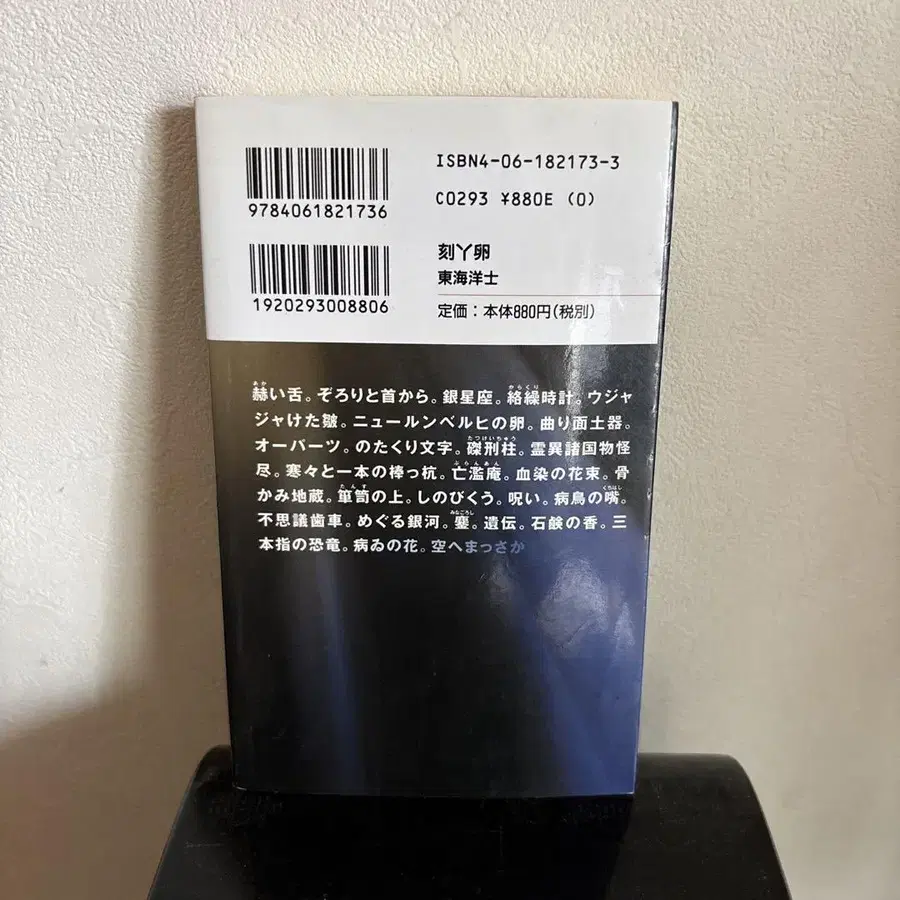 ISBN4-06-182173-3
9784061821736
C0293 ¥880E (0)
1920293008806
刻丫卵
東海洋士
定価：本体880円(税別)
赫い舌。ぞろりと首から。銀星座。絡繰時計。ウジャ
ジャけた皺。ニュールンベルヒの卵。曲り面土器。
オーパーツ。のたくり文字。磔刑柱。霊異諸国物怪
尽。寒々と一本の棒っ杭。亡濫庵。血染の花束。骨
かみ地蔵。箪笥の上。しのびくう。呪い。病鳥の嘴。
不思議歯車。めぐる銀河。鏖。遺伝。石鹸の香。三
本指の恐竜。病ゐの花。空へまっさか